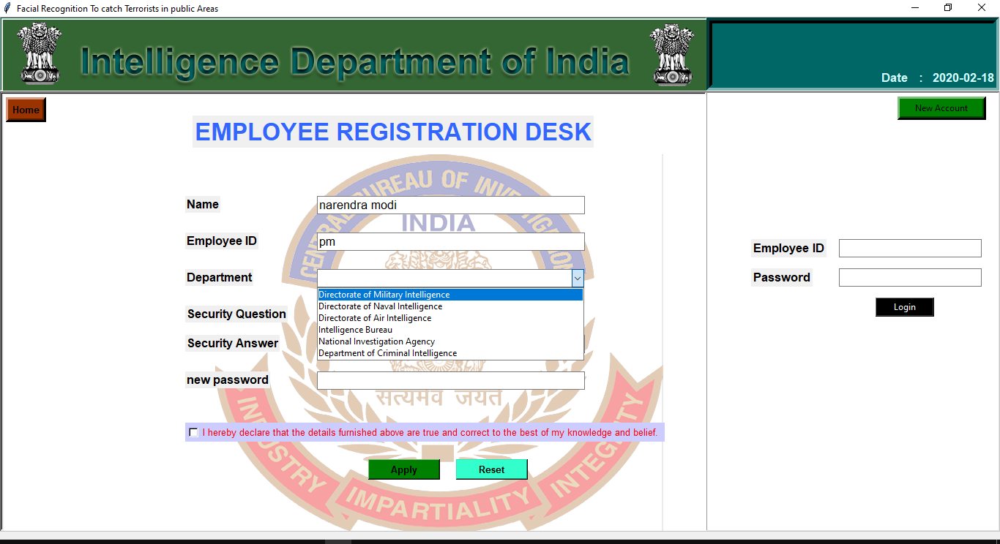 Facial Recognition To catch Terrorists in public Areas
Intelligence Department of India
Date : 2020-02-18
Home
New Account
EMPLOYEE REGISTRATION DESK
CENTRAL BUREAU OF INVESTIGATION
INDIA
Name
narendra modi
Employee ID
pm
Department
Directorate of Military Intelligence
Directorate of Naval Intelligence
Directorate of Air Intelligence
Intelligence Bureau
National Investigation Agency
Department of Criminal Intelligence
Security Question
Security Answer
new password
सत्यमेव जयते
I hereby declare that the details furnished above are true and correct to the best of my knowledge and belief.
Apply
Reset
INDUSTRY
IMPARTIALITY
INTEGRITY
Employee ID
Password
Login